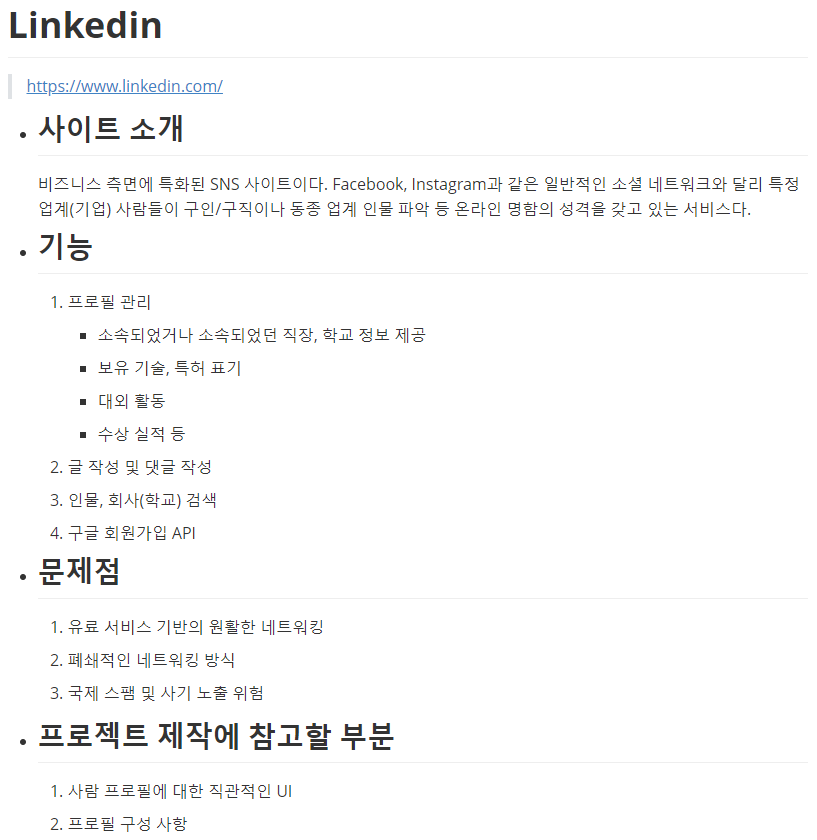 Linkedin
https://www.linkedin.com/
사이트 소개
비즈니스 측면에 특화된 SNS 사이트이다. Facebook, Instagram과 같은 일반적인 소셜 네트워크와 달리 특정
업계(기업) 사람들이 구인/구직이나 동종 업계 인물 파악 등 온라인 명함의 성격을 갖고 있는 서비스다.
기능
1. 프로필 관리
소속되었거나 소속되었던 직장, 학교 정보 제공
보유 기술, 특허 표기
대외 활동
수상 실적 등
2. 글 작성 및 댓글 작성
3. 인물, 회사(학교) 검색
4. 구글 회원가입 API
문제점
1. 유료 서비스 기반의 원활한 네트워킹
2. 폐쇄적인 네트워킹 방식
3. 국제 스팸 및 사기 노출 위험
프로젝트 제작에 참고할 부분
1. 사람 프로필에 대한 직관적인 UI
2. 프로필 구성 사항